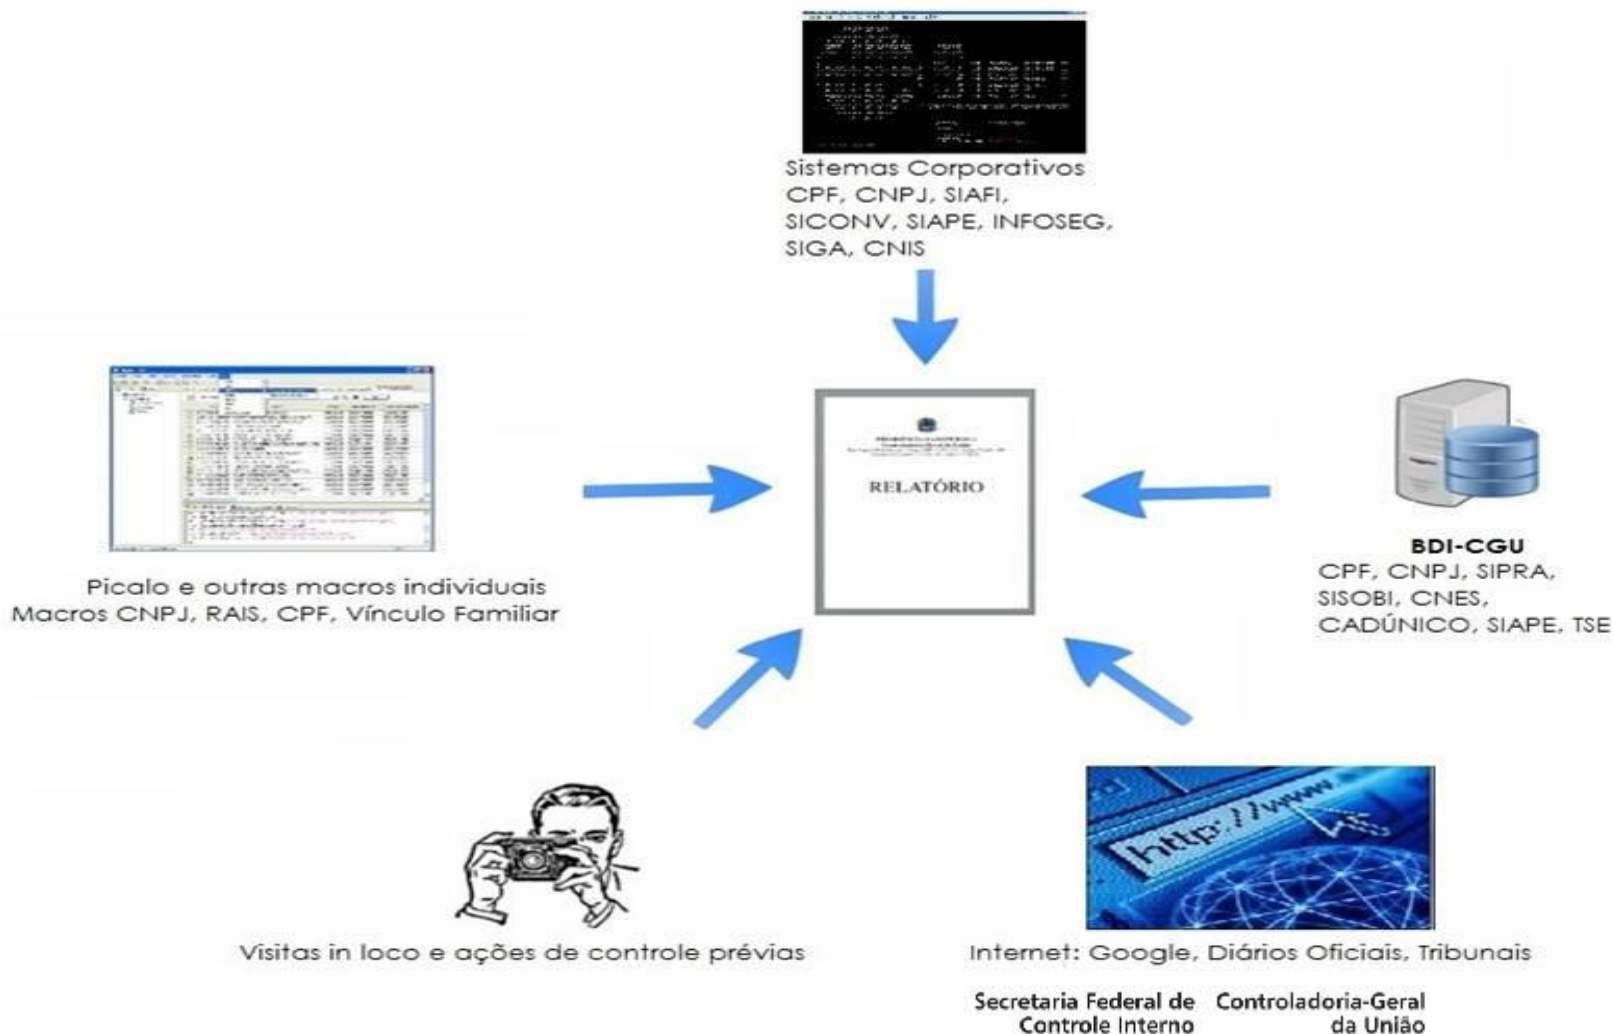 Sistemas Corporativos
CPF, CNPJ, SIAFI,
SICONV, SIAPE, INFOSEG,
SIGA, CNIS
RELATÓRIO
BDI-CGU
CPF, CNPJ, SIPRA,
SISOBI, CNES,
CADÚNICO, SIAPE, TSE
Picalo e outras macros individuais
Macros CNPJ, RAIS, CPF, Vínculo Familiar
http://www.
Visitas in loco e ações de controle prévias
Internet: Google, Diários Oficiais, Tribunais
Secretaria Federal de Controle Interno
Controladoria-Geral da União